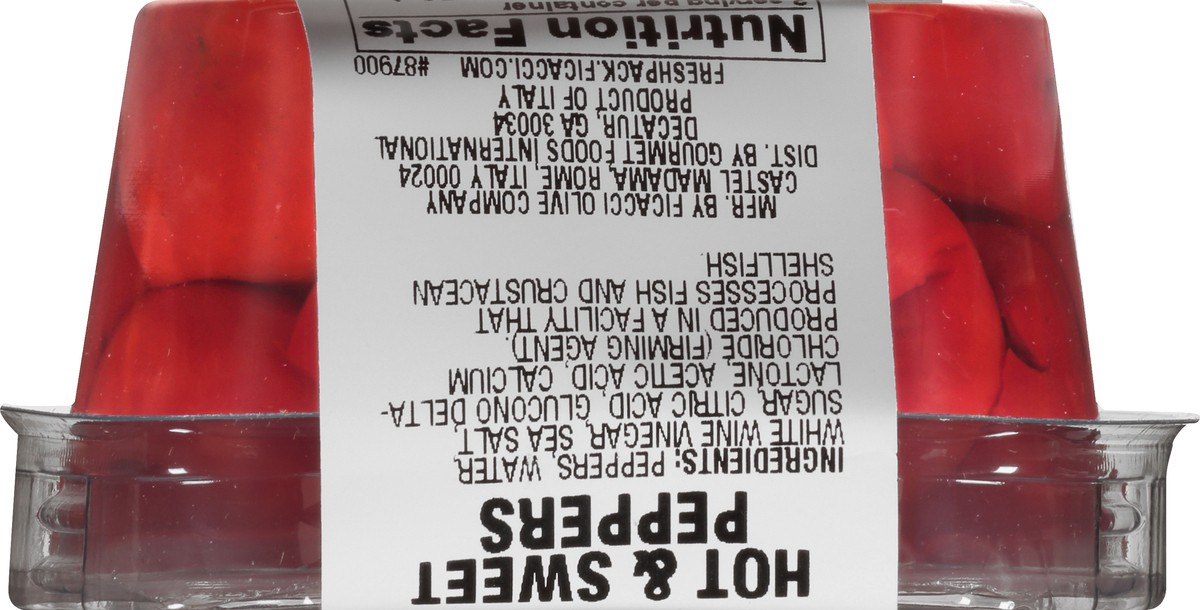 HOT & SWEET
PEPPERS
INGREDIENTS: PEPPERS, WATER,
WHITE WINE VINEGAR, SEA SALT,
SUGAR, CITRIC ACID, GLUCONO DELTA-
LACTONE, ACETIC ACID, CALCIUM
CHLORIDE (FIRMING AGENT).
PRODUCED IN A FACILITY THAT
PROCESSES FISH AND CRUSTACEAN
SHELLFISH.
MFR. BY FICACCI OLIVE COMPANY
CASTEL MADAMA, ROME, ITALY 00024
DIST. BY GOURMET FOODS INTERNATIONAL
DECATUR, GA 30034
PRODUCT OF ITALY
FRESHPACK.FICACCI.COM #87900
Nutrition Facts
serving per container